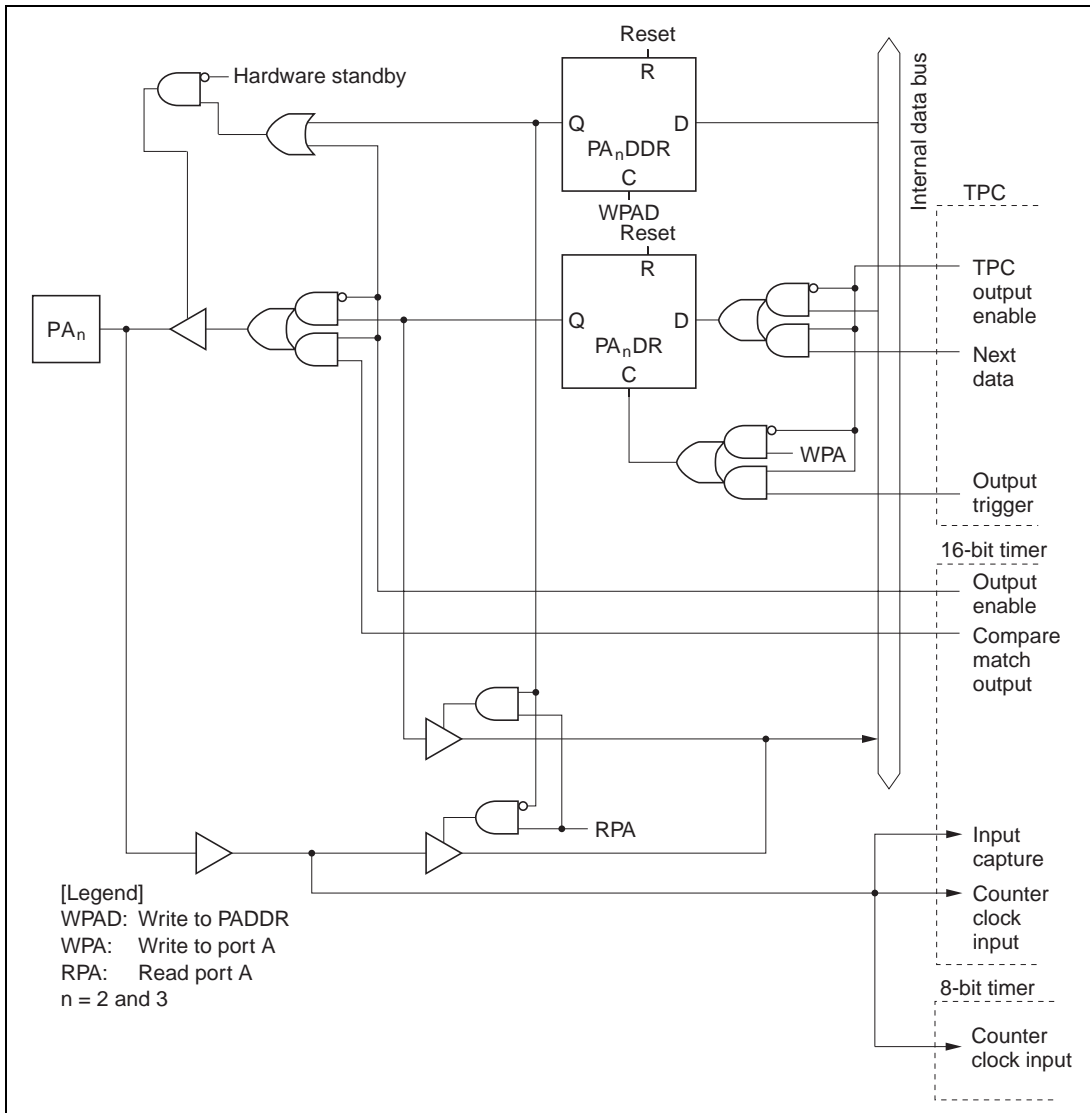 Reset
R
Hardware standby
Q
D
PAnDDR
C
WPAD
Internal data bus
TPC
Reset
R
TPC
output
enable
PAn
Q
D
PAnDR
C
Next
data
WPA
Output
trigger
16-bit timer
Output
enable
Compare
match
output
RPA
Input
capture
Counter
clock
input
[Legend]
WPAD: Write to PADDR
WPA: Write to port A
RPA: Read port A
n = 2 and 3
8-bit timer
Counter
clock input